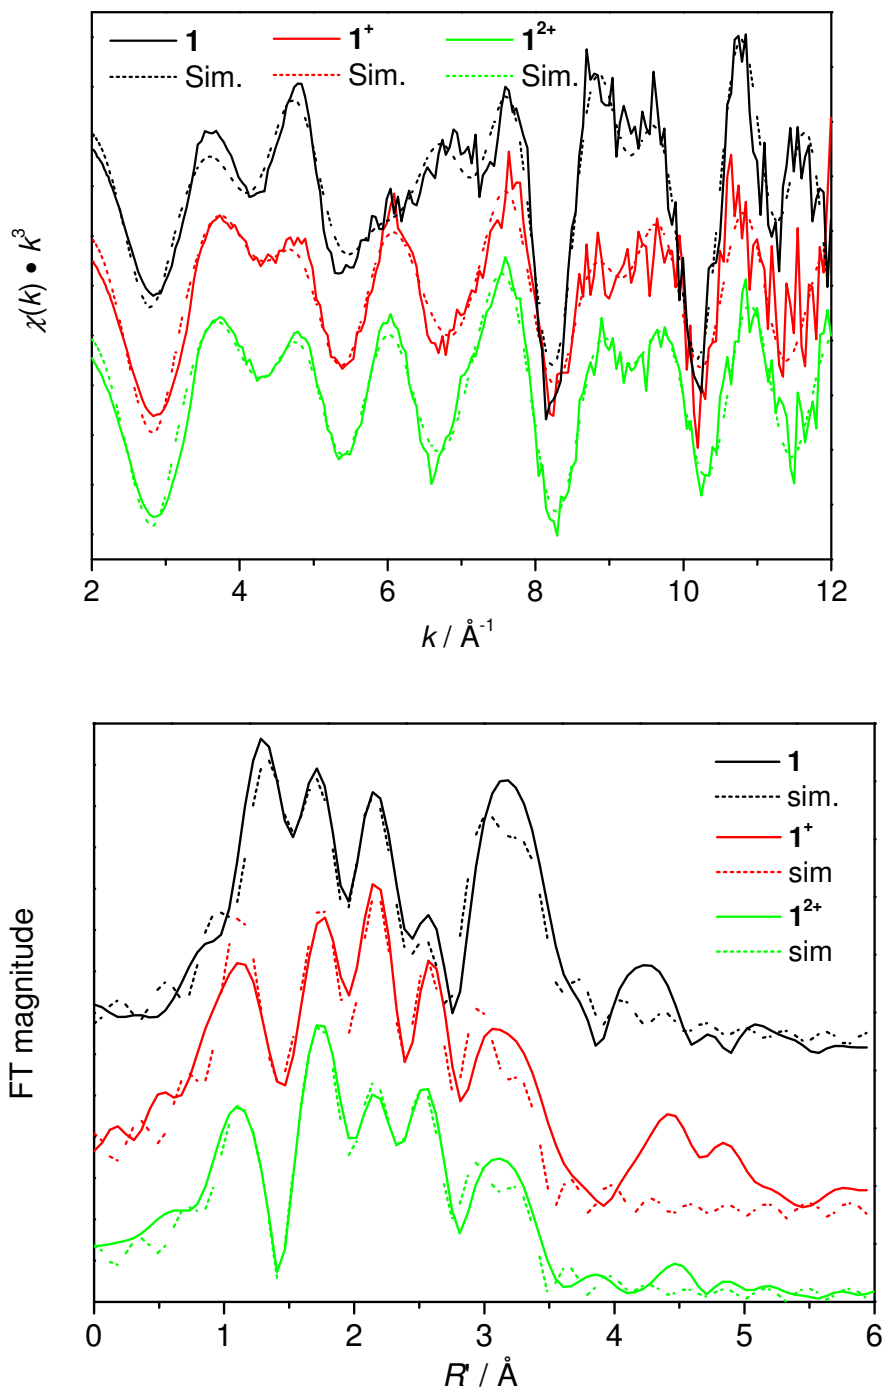 1 1⁺ 1²⁺
Sim. Sim. Sim.
χ(k) • k³
2 4 6 8 10 12
k / Å⁻¹
1
sim.
1⁺
sim
1²⁺
sim
FT magnitude
0 1 2 3 4 5 6
R' / Å